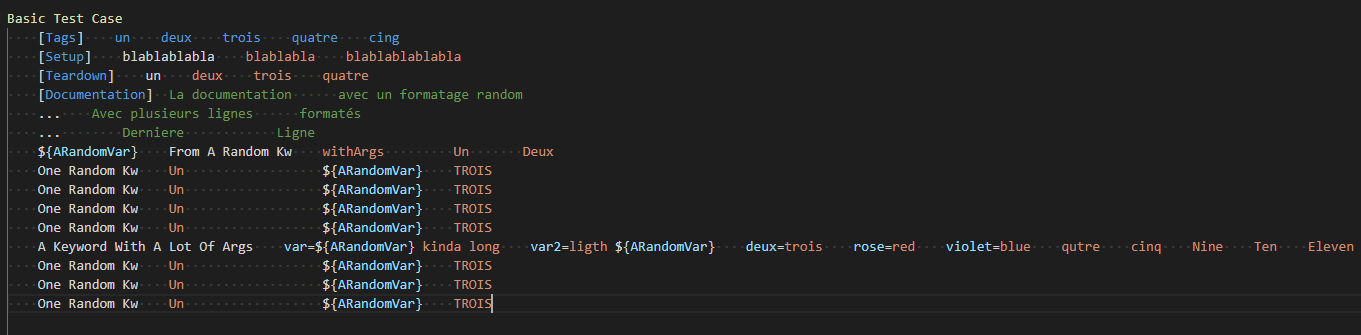 Basic Test Case
    [Tags]    un    deux    trois    quatre    cing
    [Setup]    blablablabla    blablabla    blablablablabla
    [Teardown]    un    deux    trois    quatre
    [Documentation]  La documentation      avec un formatage random
    ...    Avec plusieurs lignes      formatés
    ...        Derniere            Ligne
    ${ARandomVar}    From A Random Kw    withArgs         Un       Deux
    One Random Kw    Un                  ${ARandomVar}    TROIS
    One Random Kw    Un                  ${ARandomVar}    TROIS
    One Random Kw    Un                  ${ARandomVar}    TROIS
    One Random Kw    Un                  ${ARandomVar}    TROIS
    A Keyword With A Lot Of Args    var=${ARandomVar} kinda long    var2=ligth ${ARandomVar}    deux=trois    rose=red    violet=blue    qutre    cinq    Nine    Ten    Eleven
    One Random Kw    Un                  ${ARandomVar}    TROIS
    One Random Kw    Un                  ${ARandomVar}    TROIS
    One Random Kw    Un                  ${ARandomVar}    TROIS